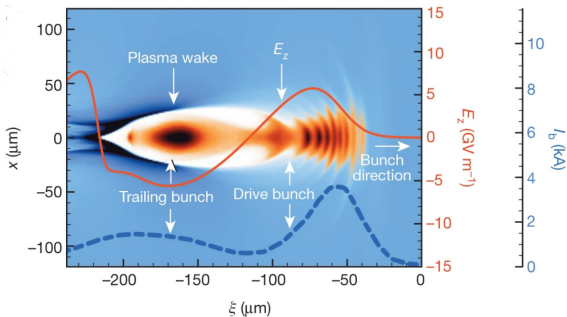 100
50
0
−50
−100
x (μm)
Plasma wake
E_z
Trailing bunch
Drive bunch
Bunch
direction
−200
−150
−100
−50
0
ξ (μm)
15
10
5
0
−5
−10
−15
E_z (GV m⁻¹)
10
8
6
4
2
0
I_b (kA)